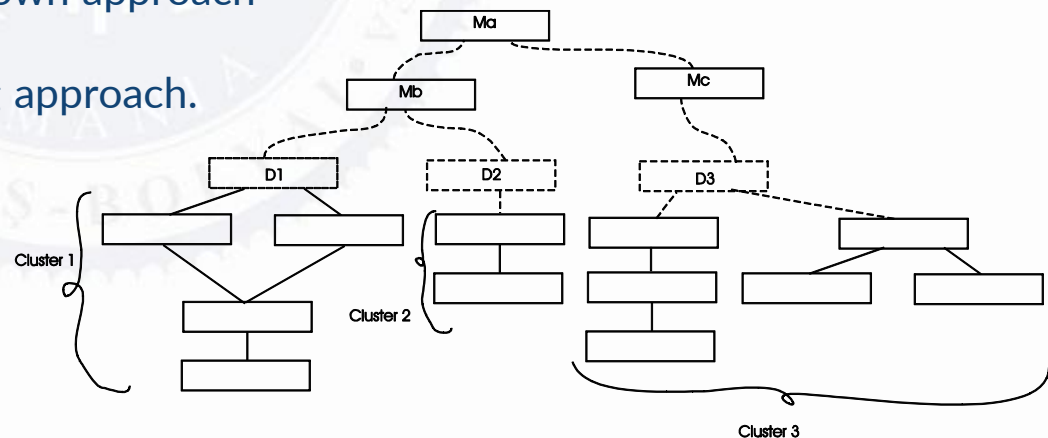 own approach
Ma
Mc
Mb
approach.
D1
D2
D3
Cluster 1
Cluster 2
Cluster 3